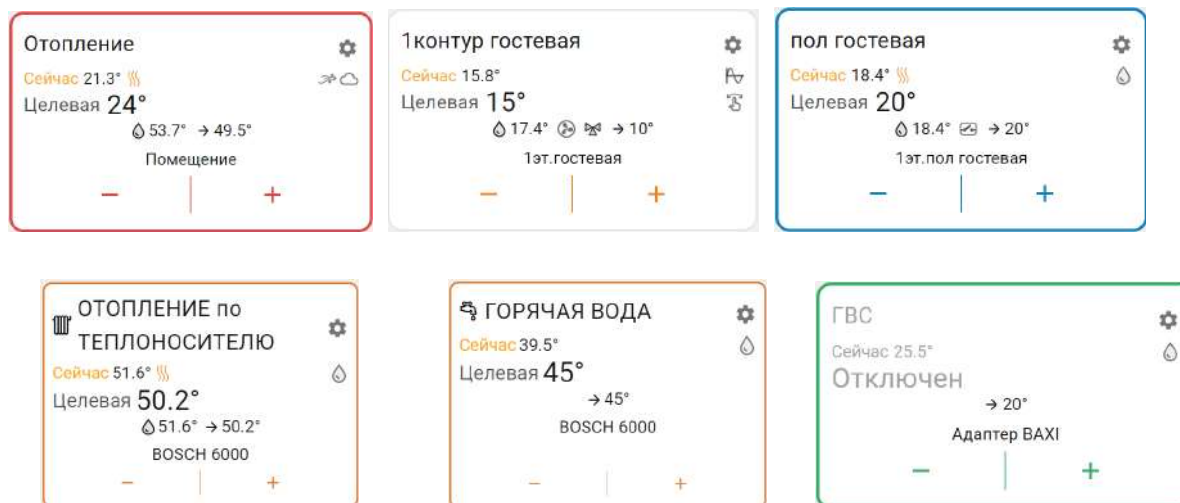 Отопление
Сейчас 21.3°
Целевая 24°
53.7° → 49.5°
Помещение
− +
1контур гостевая
Сейчас 15.8°
Целевая 15°
17.4° → 10°
1эт.гостевая
− +
пол гостевая
Сейчас 18.4°
Целевая 20°
18.4° → 20°
1эт.пол гостевая
− +
ОТОПЛЕНИЕ по
ТЕПЛОНОСИТЕЛЮ
Сейчас 51.6°
Целевая 50.2°
51.6° → 50.2°
BOSCH 6000
− +
ГОРЯЧАЯ ВОДА
Сейчас 39.5°
Целевая 45°
→ 45°
BOSCH 6000
− +
ГВС
Сейчас 25.5°
Отключен
→ 20°
Адаптер BAXI
− +